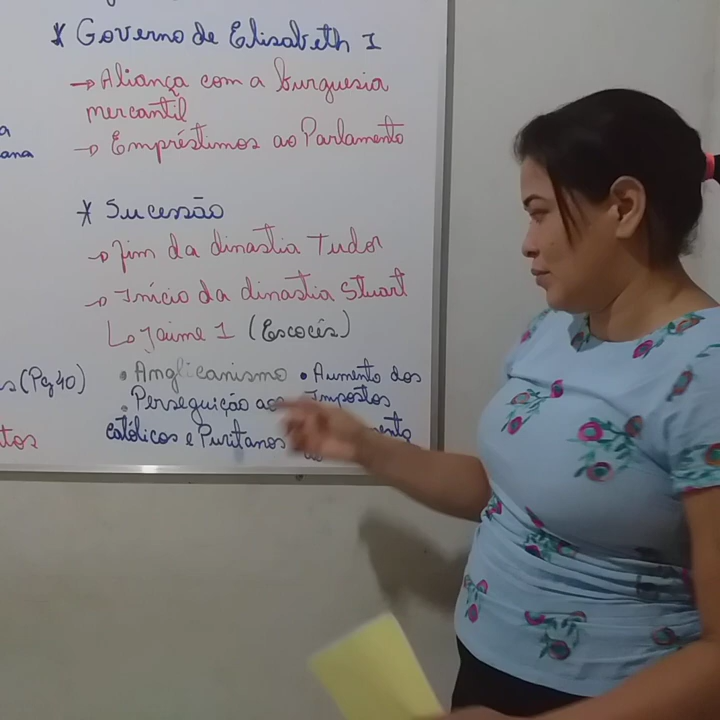 * Governo de Elisabeth I
→ Aliança com a burguesia
mercantil
→ Empréstimos ao Parlamento
a
ana
* Sucessão
→ Fim da dinastia Tudor
→ Início da dinastia Stuart
↳ Jaime I (Escocês)
(Pg 40)
• Anglicanismo
• Perseguição aos
católicos e Puritanos
• Aumento dos
Impostos
tos